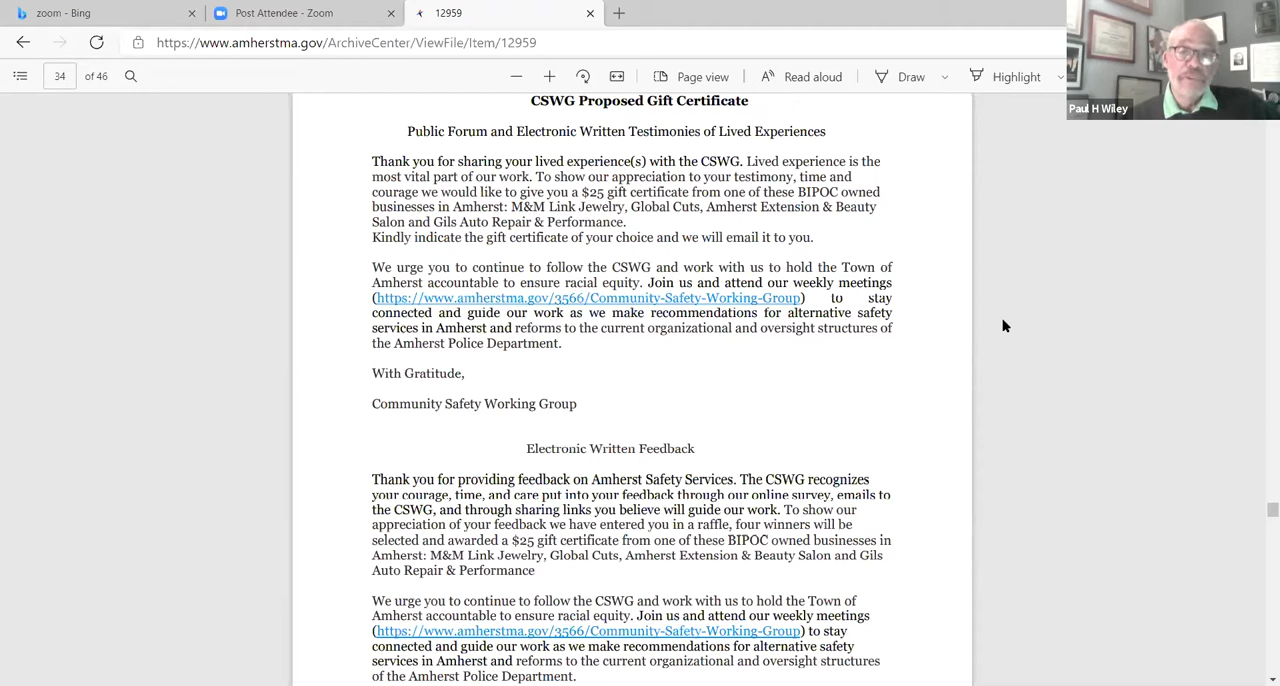 zoom - Bing
Post Attendee - Zoom
12959
https://www.amherstma.gov/ArchiveCenter/ViewFile/Item/12959
34 of 46
Page view
Read aloud
Draw
Highlight
Paul H Wiley
CSWG Proposed Gift Certificate
Public Forum and Electronic Written Testimonies of Lived Experiences
Thank you for sharing your lived experience(s) with the CSWG. Lived experience is the
most vital part of our work. To show our appreciation to your testimony, time and
courage we would like to give you a $25 gift certificate from one of these BIPOC owned
businesses in Amherst: M&M Link Jewelry, Global Cuts, Amherst Extension & Beauty
Salon and Gils Auto Repair & Performance.
Kindly indicate the gift certificate of your choice and we will email it to you.
We urge you to continue to follow the CSWG and work with us to hold the Town of
Amherst accountable to ensure racial equity. Join us and attend our weekly meetings
(https://www.amherstma.gov/3566/Community-Safety-Working-Group) to stay
connected and guide our work as we make recommendations for alternative safety
services in Amherst and reforms to the current organizational and oversight structures of
the Amherst Police Department.
With Gratitude,
Community Safety Working Group
Electronic Written Feedback
Thank you for providing feedback on Amherst Safety Services. The CSWG recognizes
your courage, time, and care put into your feedback through our online survey, emails to
the CSWG, and through sharing links you believe will guide our work. To show our
appreciation of your feedback we have entered you in a raffle, four winners will be
selected and awarded a $25 gift certificate from one of these BIPOC owned businesses in
Amherst: M&M Link Jewelry, Global Cuts, Amherst Extension & Beauty Salon and Gils
Auto Repair & Performance
We urge you to continue to follow the CSWG and work with us to hold the Town of
Amherst accountable to ensure racial equity. Join us and attend our weekly meetings
(https://www.amherstma.gov/3566/Community-Safety-Working-Group) to stay
connected and guide our work as we make recommendations for alternative safety
services in Amherst and reforms to the current organizational and oversight structures
of the Amherst Police Department.